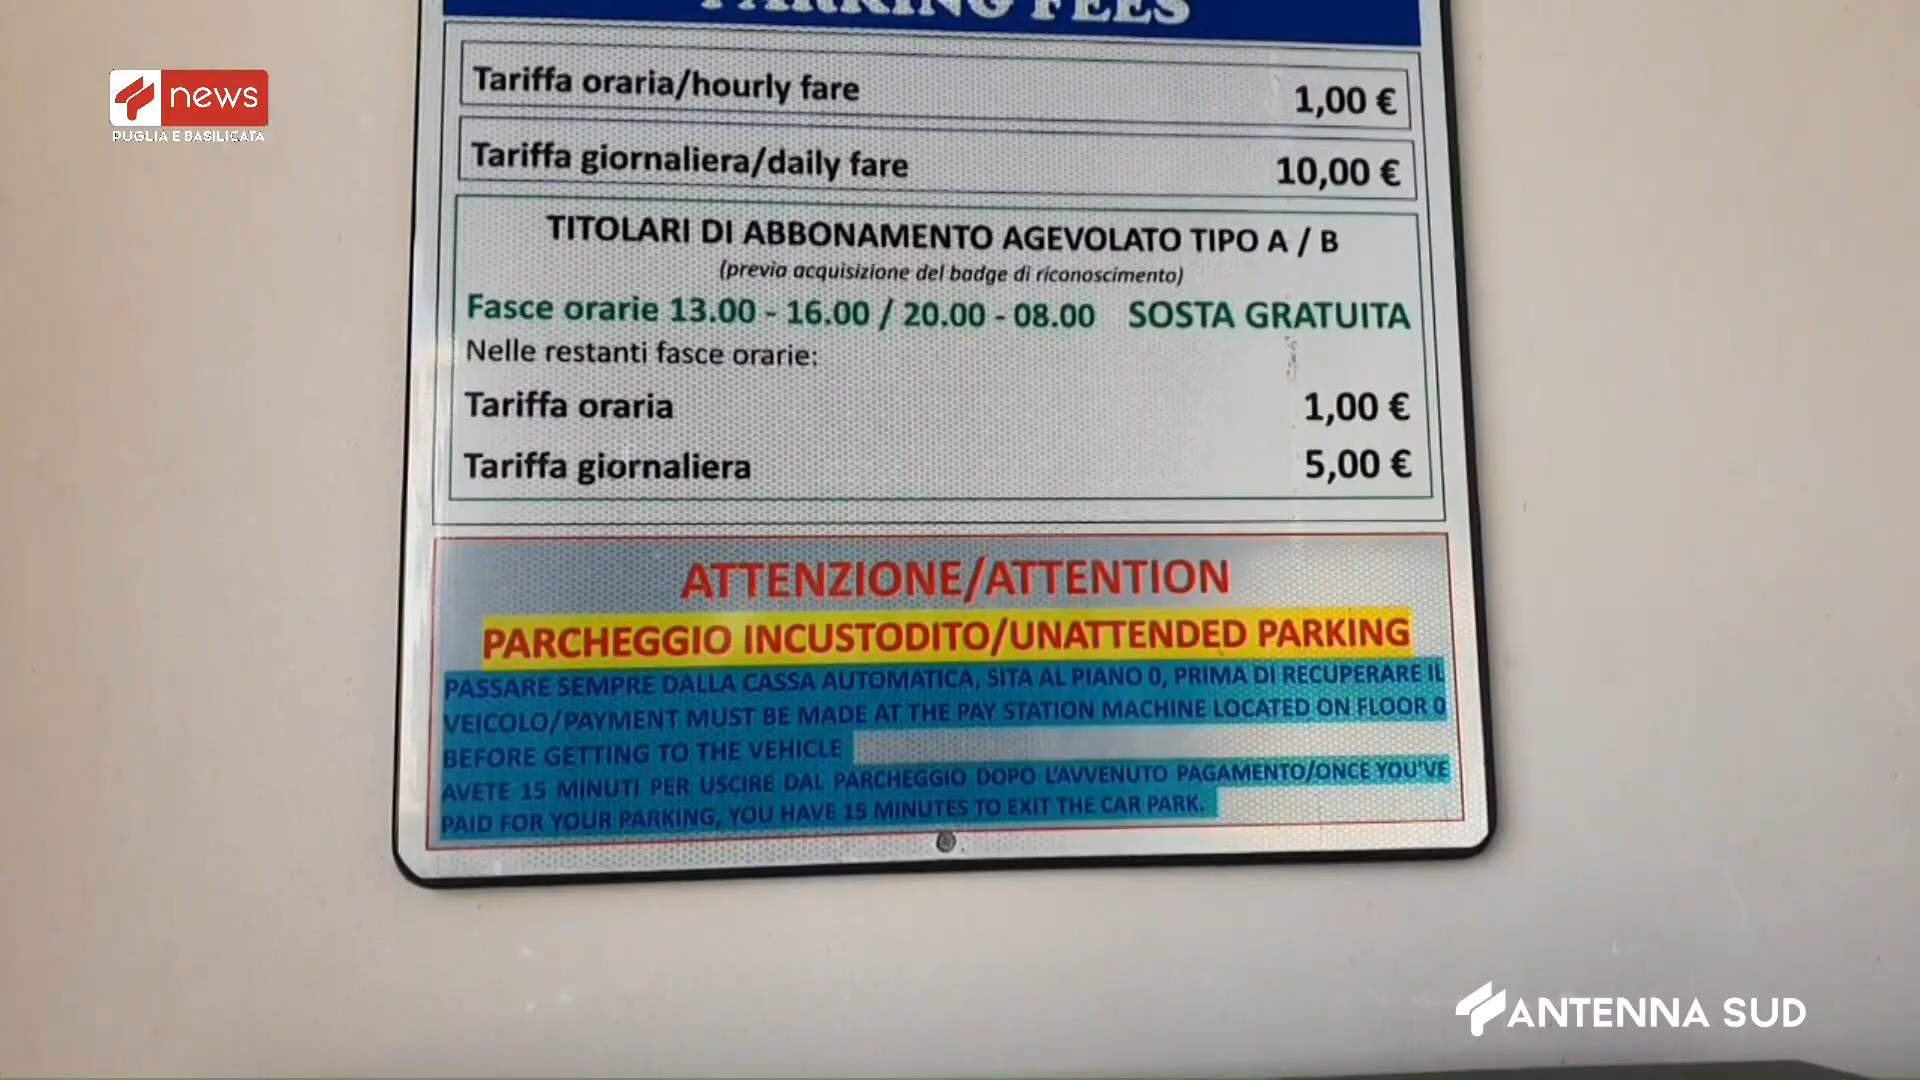 PARKING FEES
news
PUGLIA E BASILICATA
Tariffa oraria/hourly fare 1,00 €
Tariffa giornaliera/daily fare 10,00 €
TITOLARI DI ABBONAMENTO AGEVOLATO TIPO A / B
(previa acquisizione del badge di riconoscimento)
Fasce orarie 13.00 - 16.00 / 20.00 - 08.00 SOSTA GRATUITA
Nelle restanti fasce orarie:
Tariffa oraria 1,00 €
Tariffa giornaliera 5,00 €
ATTENZIONE/ATTENTION
PARCHEGGIO INCUSTODITO/UNATTENDED PARKING
PASSARE SEMPRE DALLA CASSA AUTOMATICA, SITA AL PIANO 0, PRIMA DI RECUPERARE IL
VEICOLO/PAYMENT MUST BE MADE AT THE PAY STATION MACHINE LOCATED ON FLOOR 0
BEFORE GETTING TO THE VEHICLE
AVETE 15 MINUTI PER USCIRE DAL PARCHEGGIO DOPO L'AVVENUTO PAGAMENTO/ONCE YOU'VE
PAID FOR YOUR PARKING, YOU HAVE 15 MINUTES TO EXIT THE CAR PARK.
ANTENNA SUD